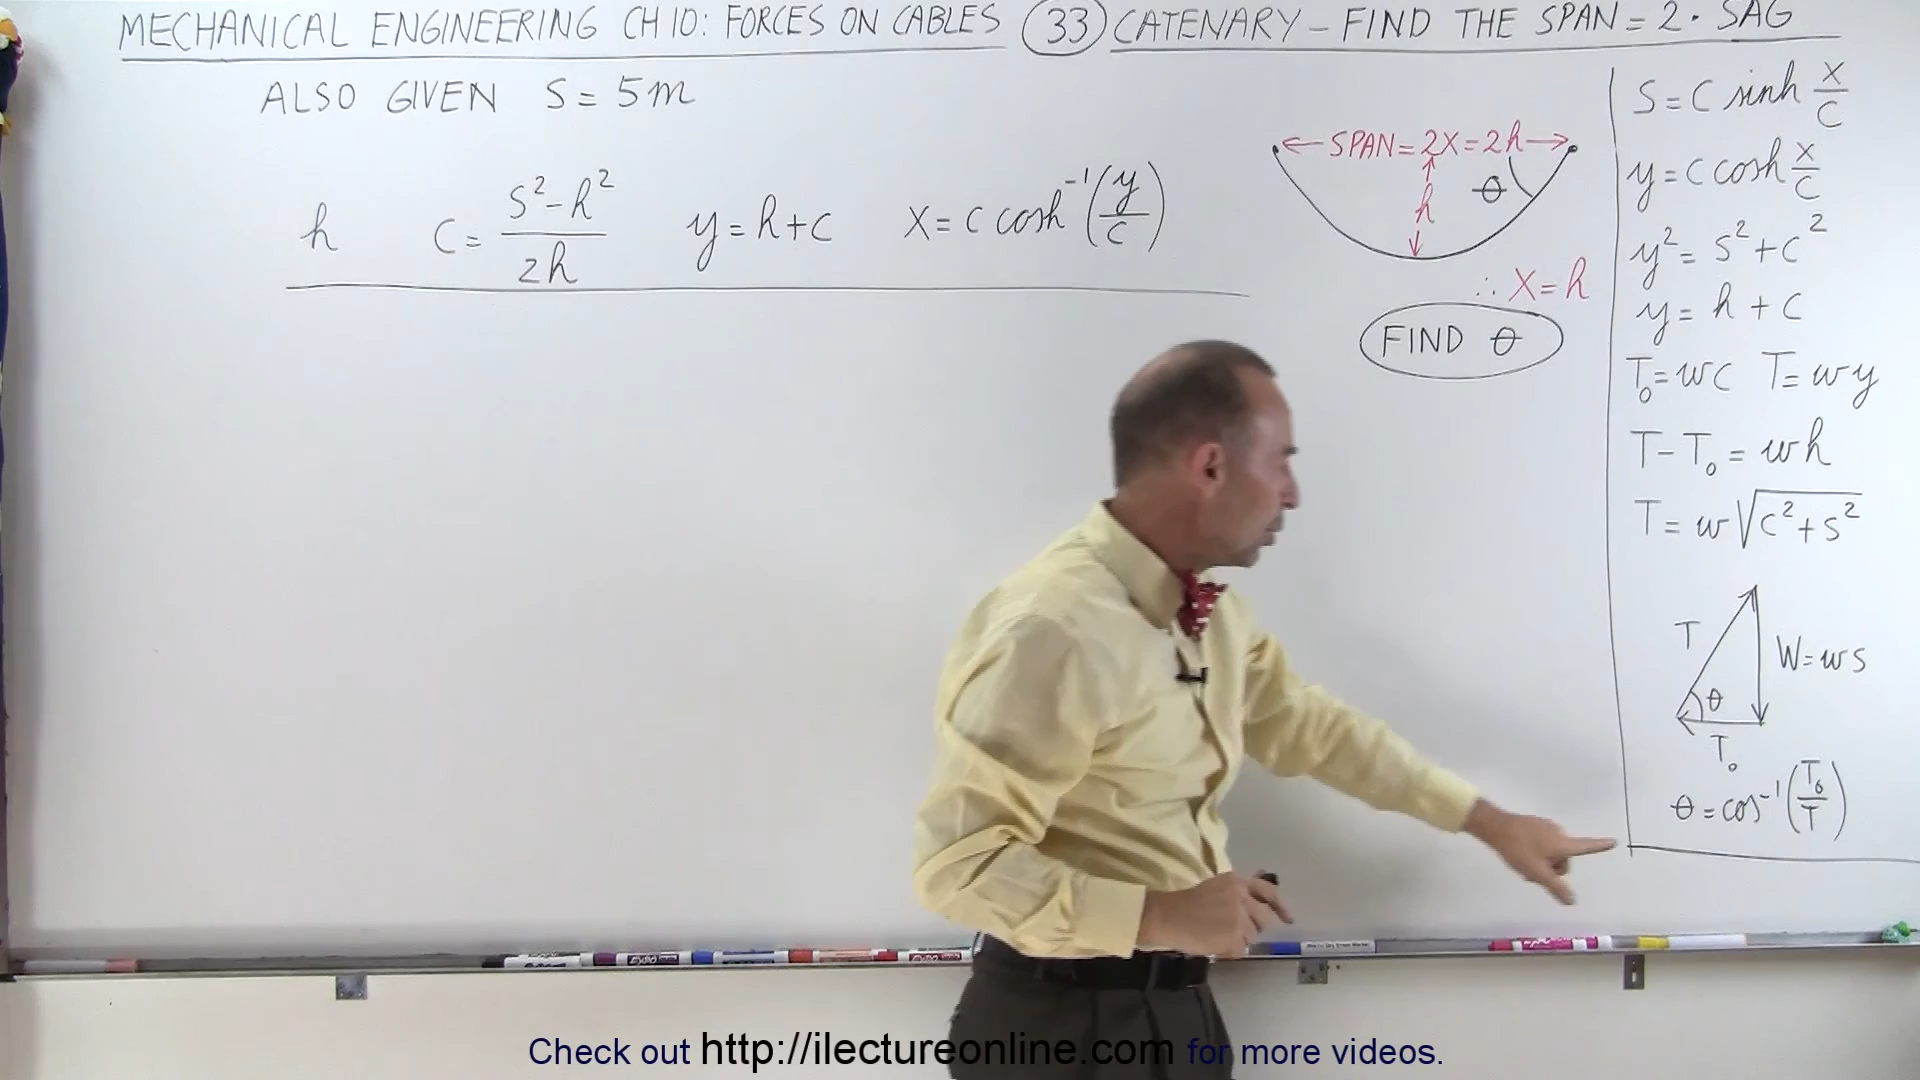 MECHANICAL ENGINEERING CH 10: FORCES ON CABLES (33) CATENARY – FIND THE SPAN = 2 · SAG
ALSO GIVEN S = 5m
h C = (S² – h²)/(2h) y = h + C X = C cosh⁻¹(y/C)
SPAN = 2X = 2h
θ
h
∴ X = h
FIND θ
S = C sinh X/C
y = C cosh X/C
y² = S² + C²
y = h + C
T₀ = wC T = wy
T – T₀ = wh
T = w√(C² + S²)
T
W = wS
θ
T₀
θ = cos⁻¹(T₀/T)
EXPO
Check out http://ilectureonline.com for more videos.